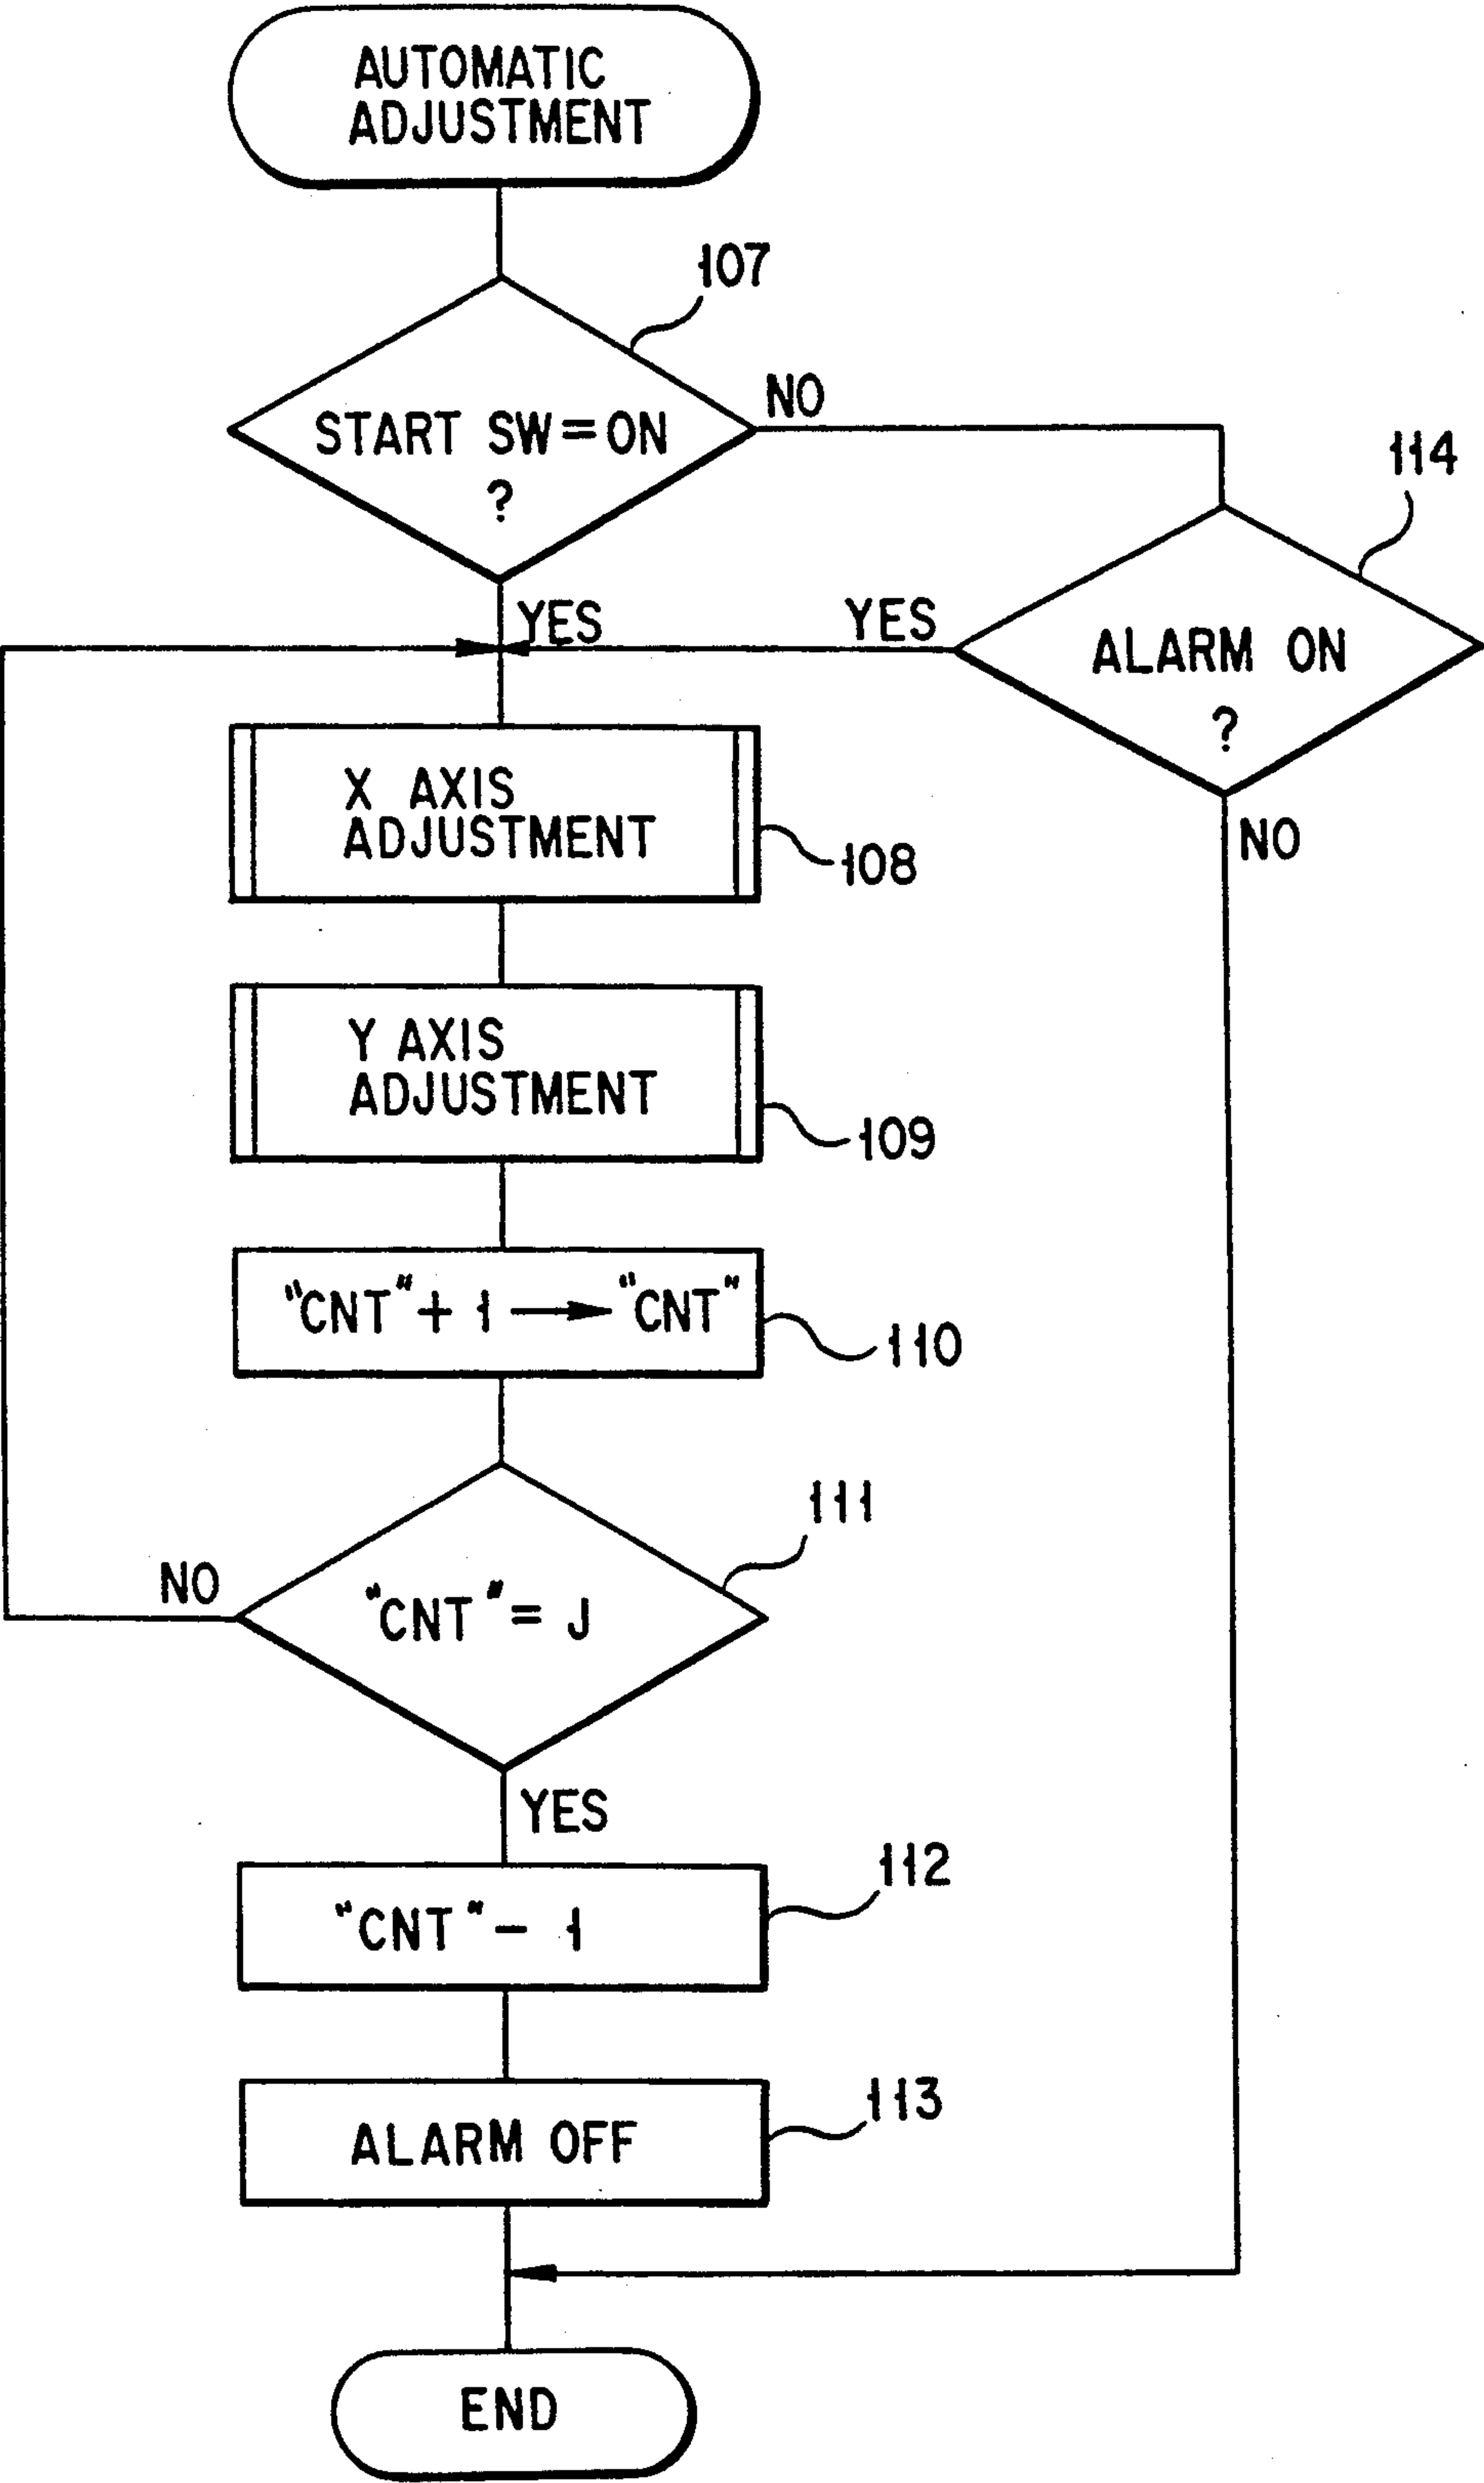 AUTOMATIC
ADJUSTMENT
107
START SW=ON
?
NO
114
YES
YES
ALARM ON
?
NO
X AXIS
ADJUSTMENT
108
Y AXIS
ADJUSTMENT
109
"CNT"+ 1 → "CNT"
110
111
NO
"CNT"= J
YES
112
"CNT"- 1
113
ALARM OFF
END